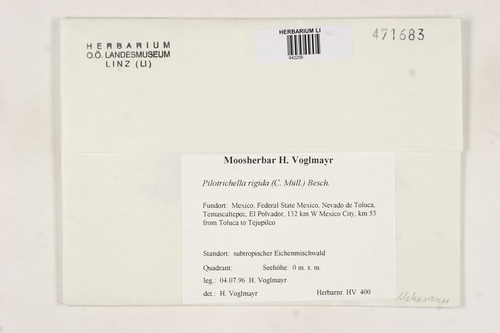 HERBARIUM
O.Ö. LANDESMUSEUM
LINZ (LI)
HERBARIUM LI
942256
471683
Moosherbar H. Voglmayr
Pilotrichella rigida (C. Müll.) Besch.
Fundort: Mexico, Federal State Mexico, Nevado de Toluca,
Temascaltepec, El Polvador, 132 km W Mexico City, km 53
from Toluca to Tejupilco
Standort: subtropischer Eichenmischwald
Quadrant: Seehöhe: 0 m. s. m.
leg.: 04.07.96 H. Voglmayr
det.: H. Voglmayr Herbarnr. HV 400